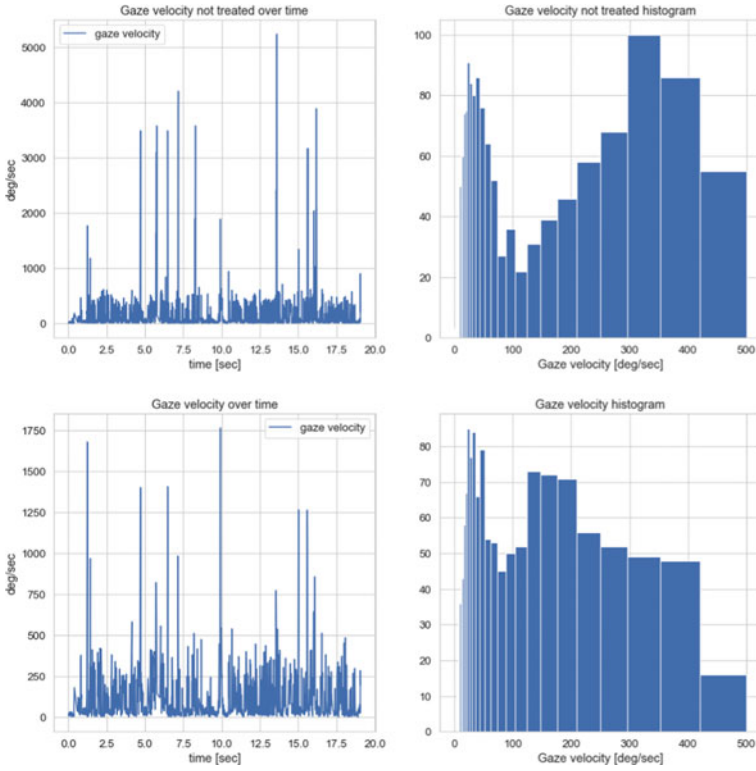 Gaze velocity not treated over time
gaze velocity
5000
4000
3000
2000
1000
0
deg/sec
0.0 2.5 5.0 7.5 10.0 12.5 15.0 17.5 20.0
time [sec]
Gaze velocity not treated histogram
100
80
60
40
20
0
0 100 200 300 400 500
Gaze velocity [deg/sec]
Gaze velocity over time
gaze velocity
1750
1500
1250
1000
750
500
250
0
deg/sec
0.0 2.5 5.0 7.5 10.0 12.5 15.0 17.5 20.0
time [sec]
Gaze velocity histogram
80
70
60
50
40
30
20
10
0
0 100 200 300 400 500
Gaze velocity [deg/sec]